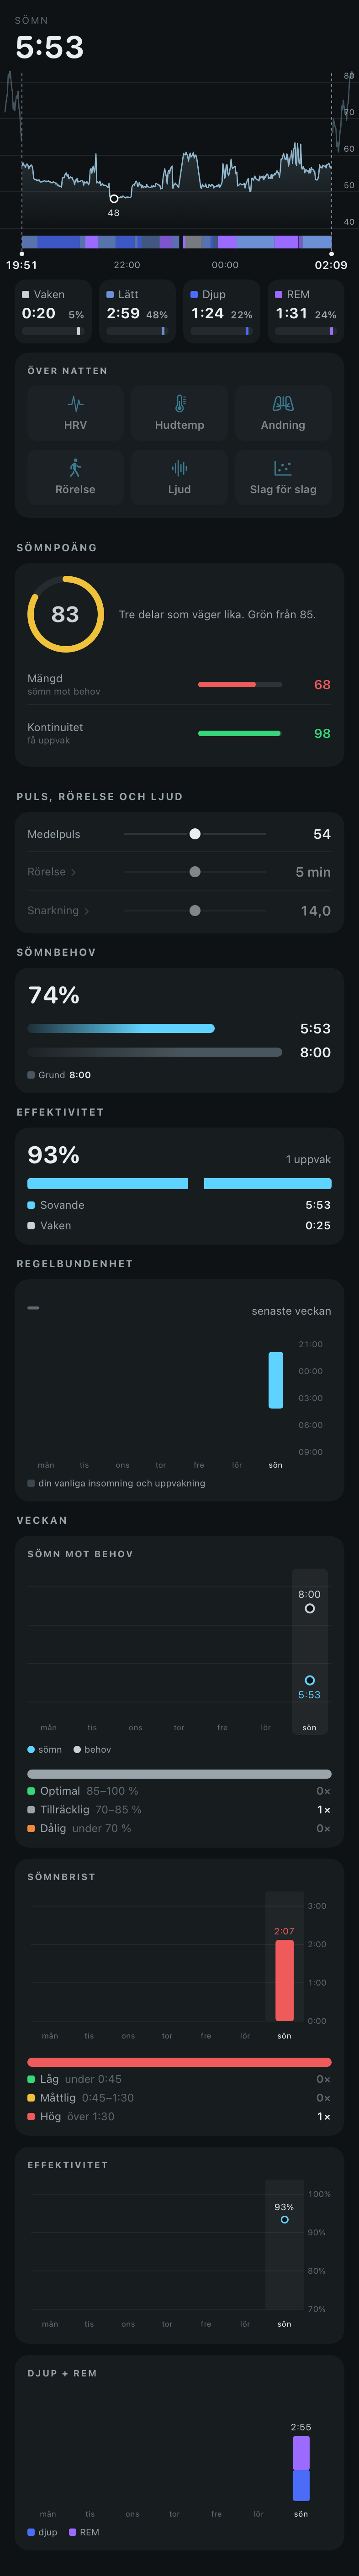 SÖMN
5:53
80
70
60
50
48
40
19:51 22:00 00:00 02:09
Vaken Lätt Djup REM
0:20 5% 2:59 48% 1:24 22% 1:31 24%
ÖVER NATTEN
HRV Hudtemp Andning
Rörelse Ljud Slag för slag
SÖMNPOÄNG
83 Tre delar som väger lika. Grön från 85.
Mängd
sömn mot behov
68
Kontinuitet
få uppvak
98
PULS, RÖRELSE OCH LJUD
Medelpuls 54
Rörelse > 5 min
Snarkning > 14,0
SÖMNBEHOV
74%
5:53
8:00
Grund 8:00
EFFEKTIVITET
93% 1 uppvak
Sovande 5:53
Vaken 0:25
REGELBUNDENHET
– senaste veckan
21:00
00:00
03:00
06:00
09:00
mån tis ons tor fre lör sön
din vanliga insomning och uppvakning
VECKAN
SÖMN MOT BEHOV
8:00
5:53
mån tis ons tor fre lör sön
sömn behov
Optimal 85–100 % 0×
Tillräcklig 70–85 % 1×
Dålig under 70 % 0×
SÖMNBRIST
3:00
2:07
2:00
1:00
0:00
mån tis ons tor fre lör sön
Låg under 0:45 0×
Måttlig 0:45–1:30 0×
Hög över 1:30 1×
EFFEKTIVITET
100%
93%
90%
80%
70%
mån tis ons tor fre lör sön
DJUP + REM
2:55
mån tis ons tor fre lör sön
djup REM